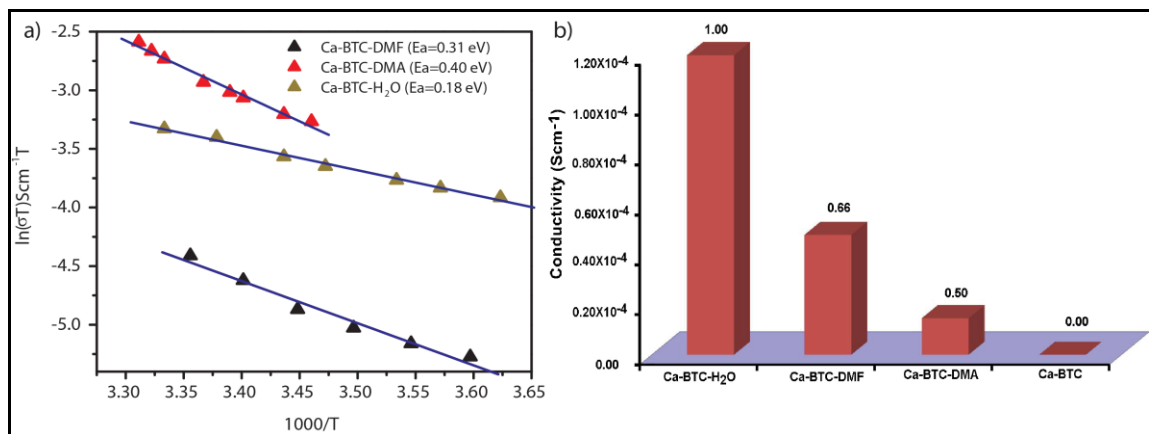 a)
Ca-BTC-DMF (Ea=0.31 eV)
Ca-BTC-DMA (Ea=0.40 eV)
Ca-BTC-H₂O (Ea=0.18 eV)
-2.5
-3.0
-3.5
-4.0
-4.5
-5.0
ln(σT)Scm⁻¹T
3.30 3.35 3.40 3.45 3.50 3.55 3.60 3.65
1000/T
b)
1.20X10⁻⁴
1.00X10⁻⁴
0.80X10⁻⁴
0.60X10⁻⁴
0.40X10⁻⁴
0.20X10⁻⁴
0.00
Conductivity (Scm⁻¹)
1.00
0.66
0.50
0.00
Ca-BTC-H₂O Ca-BTC-DMF Ca-BTC-DMA Ca-BTC